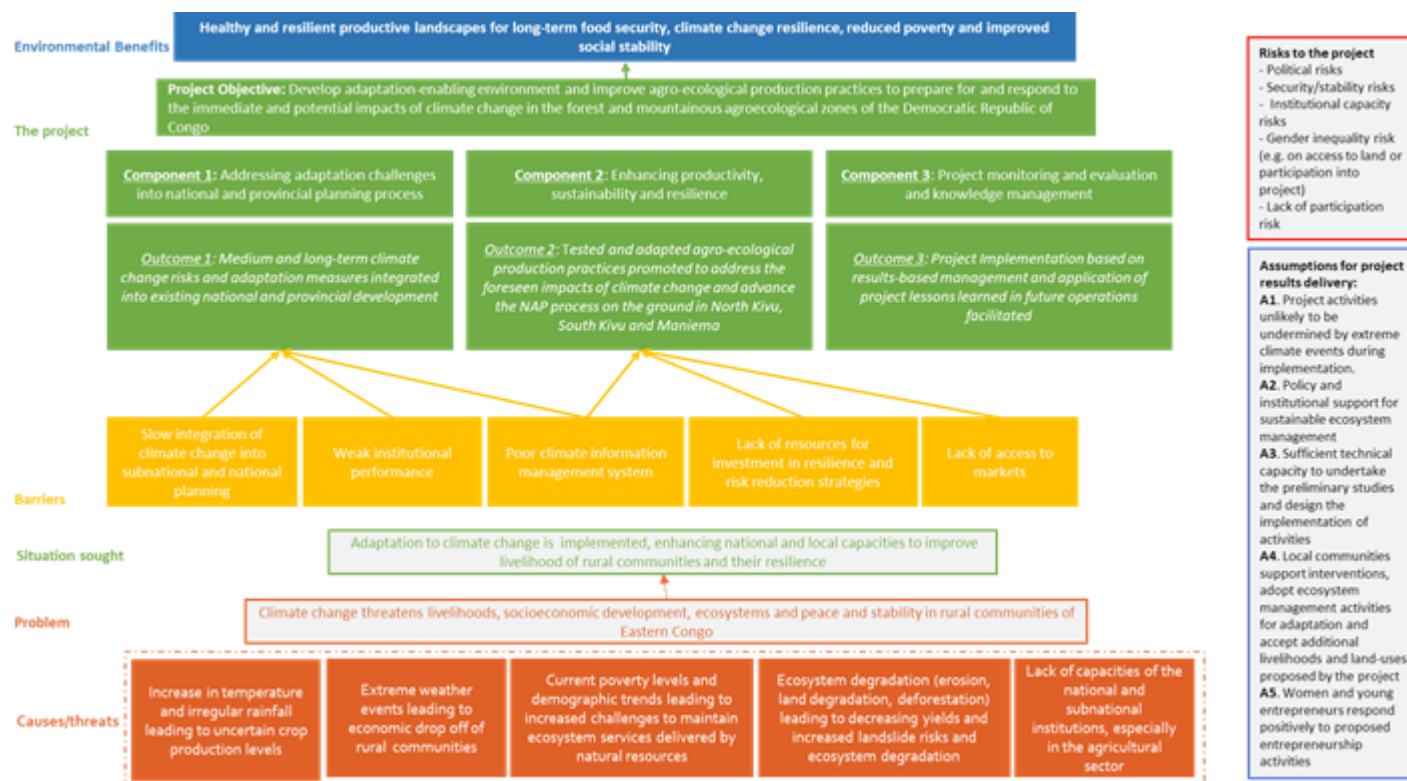 Environmental Benefits
Healthy and resilient productive landscapes for long-term food security, climate change resilience, reduced poverty and improved
social stability
The project
Project Objective: Develop adaptation-enabling environment and improve agro-ecological production practices to prepare for and respond to
the immediate and potential impacts of climate change in the forest and mountainous agroecological zones of the Democratic Republic of
Congo
Component 1: Addressing adaptation challenges
into national and provincial planning process
Component 2: Enhancing productivity,
sustainability and resilience
Component 3: Project monitoring and evaluation
and knowledge management
Outcome 1: Medium and long-term climate
change risks and adaptation measures integrated
into existing national and provincial development
Outcome 2: Tested and adapted agro-ecological
production practices promoted to address the
foreseen impacts of climate change and advance
the NAP process on the ground in North Kivu,
South Kivu and Maniema
Outcome 3: Project Implementation based on
results-based management and application of
project lessons learned in future operations
facilitated
Barriers
Slow integration of
climate change into
subnational and national
planning
Weak institutional
performance
Poor climate information
management system
Lack of resources for
investment in resilience and
risk reduction strategies
Lack of access to
markets
Situation sought
Adaptation to climate change is implemented, enhancing national and local capacities to improve
livelihood of rural communities and their resilience
Problem
Climate change threatens livelihoods, socioeconomic development, ecosystems and peace and stability in rural communities of
Eastern Congo
Causes/threats
Increase in temperature
and irregular rainfall
leading to uncertain crop
production levels
Extreme weather
events leading to
economic drop off of
rural communities
Current poverty levels and
demographic trends leading to
increased challenges to maintain
ecosystem services delivered by
natural resources
Ecosystem degradation (erosion,
land degradation, deforestation)
leading to decreasing yields and
increased landslide risks and
ecosystem degradation
Lack of capacities of the
national and
subnational
institutions, especially
in the agricultural
sector
Risks to the project
- Political risks
- Security/stability risks
- Institutional capacity
risks
- Gender inequality risk
(e.g. on access to land or
participation into
project)
- Lack of participation
risk
Assumptions for project
results delivery:
A1. Project activities
unlikely to be
undermined by extreme
climate events during
implementation.
A2. Policy and
institutional support for
sustainable ecosystem
management
A3. Sufficient technical
capacity to undertake
the preliminary studies
and design the
implementation of
activities
A4. Local communities
support interventions,
adopt ecosystem
management activities
for adaptation and
accept additional
livelihoods and land-uses
proposed by the project
A5. Women and young
entrepreneurs respond
positively to proposed
entrepreneurship
activities